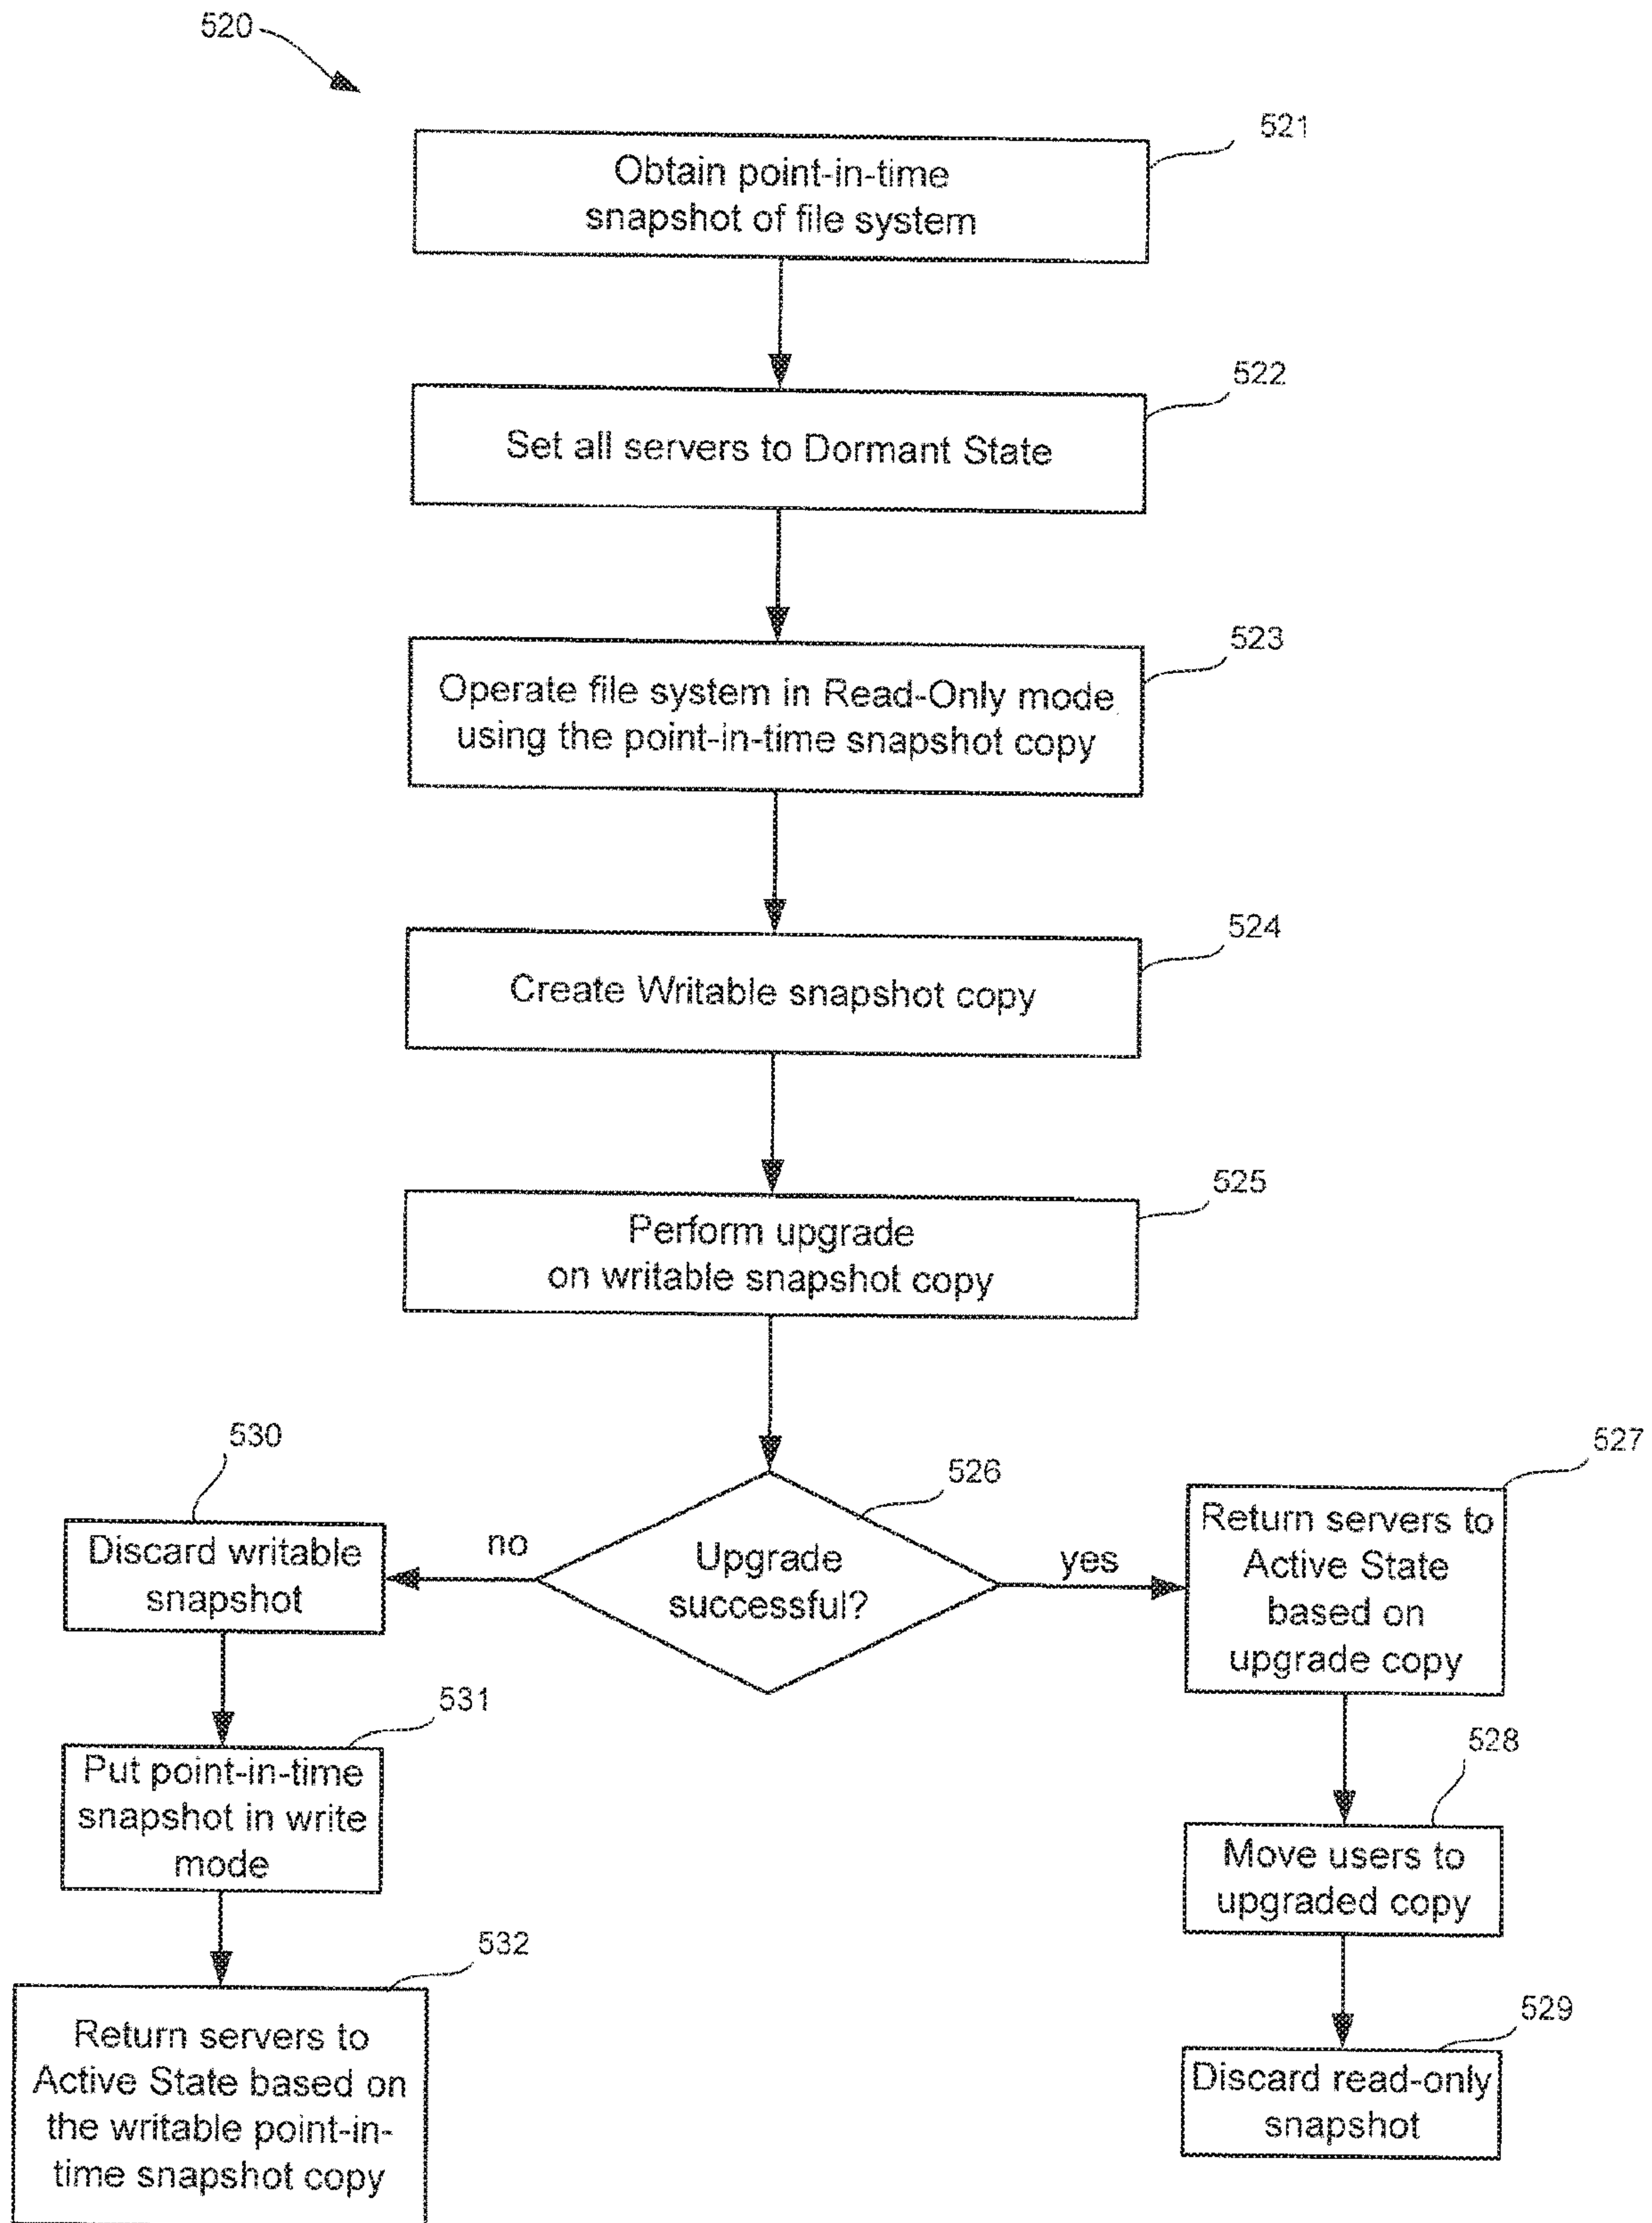 520
521
Obtain point-in-time
snapshot of file system
522
Set all servers to Dormant State
523
Operate file system in Read-Only mode
using the point-in-time snapshot copy
524
Create Writable snapshot copy
525
Perform upgrade
on writable snapshot copy
526
Upgrade
successful?
no
yes
530
Discard writable
snapshot
531
Put point-in-time
snapshot in write
mode
532
Return servers to
Active State based on
the writable point-in-
time snapshot copy
527
Return servers to
Active State
based on
upgrade copy
528
Move users to
upgraded copy
529
Discard read-only
snapshot